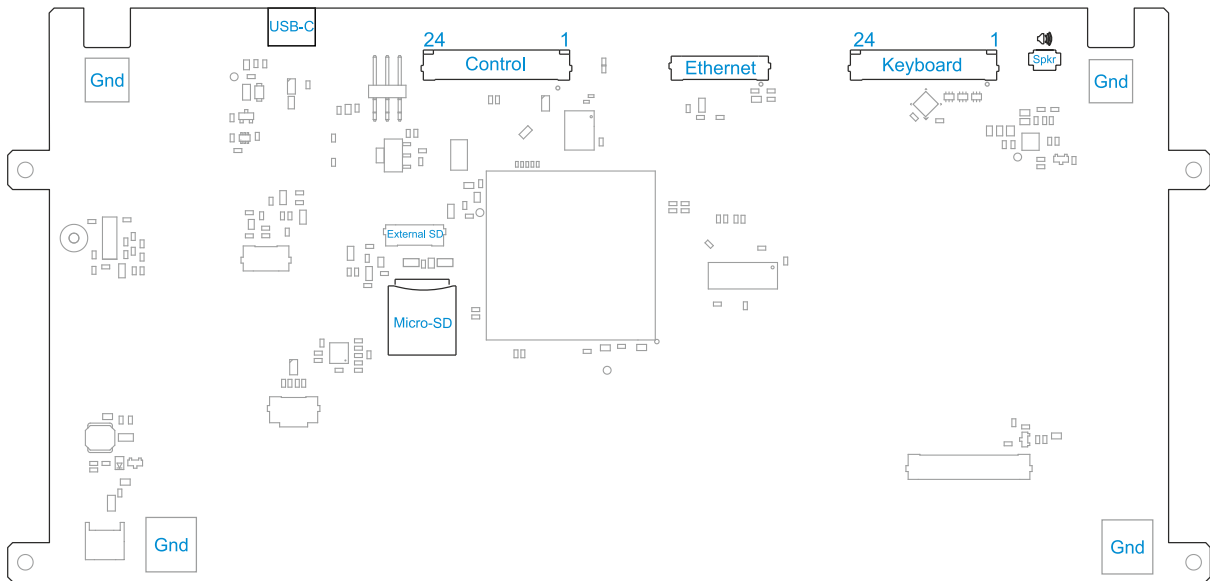 USB-C
24 1
24 1
Control
Ethernet
Keyboard
Spkr
Gnd
Gnd
External SD
Micro-SD
Gnd
Gnd